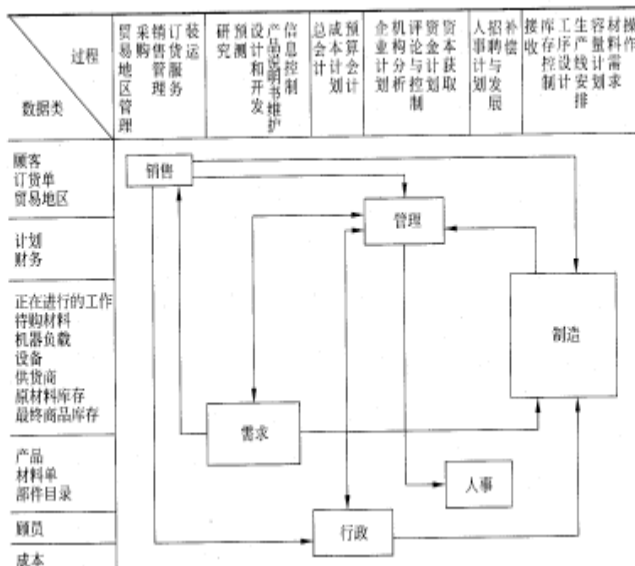 过程
数据类
贸易地区管理
采购
销售管理
订货服务
装运
研究
预测
设计和开发
产品说明书维护
信息控制
总会计
成本计划
预算会计
企业计划
机构分析
评论与控制
资金计划
资本获取
人事计划
招聘与发展
补偿
接收
库存控制
工序设计
生产线安排
容量计划
材料需求
操作
顾客
订货单
贸易地区
计划
财务
正在进行的工作
待购材料
机器负载
设备
供货商
原材料库存
最终商品库存
产品
材料单
部件目录
顾员
成本
销售
管理
制造
需求
人事
行政